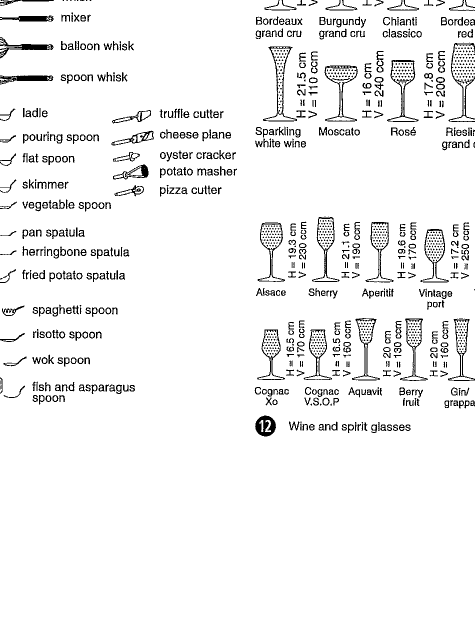 mixer
balloon whisk
spoon whisk
ladle
pouring spoon
flat spoon
skimmer
vegetable spoon
pan spatula
herringbone spatula
fried potato spatula
spaghetti spoon
risotto spoon
wok spoon
fish and asparagus
spoon
truffle cutter
cheese plane
oyster cracker
potato masher
pizza cutter
Bordeaux
grand cru
Burgundy
grand cru
Chianti
classico
red
H = 21.5 cm
V = 110 ccm
H = 16 cm
V = 240 ccm
H = 17.8 cm
V = 200 ccm
Sparkling
white wine
Moscato
Rosé
H = 19.3 cm
V = 230 ccm
H = 21.1 cm
V = 190 ccm
H = 19.6 cm
V = 170 ccm
H = 17.2 cm
V = 250 ccm
Alsace
Sherry
Aperitif
Vintage
port
H = 16.5 cm
V = 170 ccm
H = 16.5 cm
V = 160 ccm
H = 20 cm
V = 130 ccm
H = 20 cm
V = 160 ccm
Cognac
Xo
Cognac
V.S.O.P
Aquavit
Berry
fruit
Gin/
grappa
12 Wine and spirit glasses